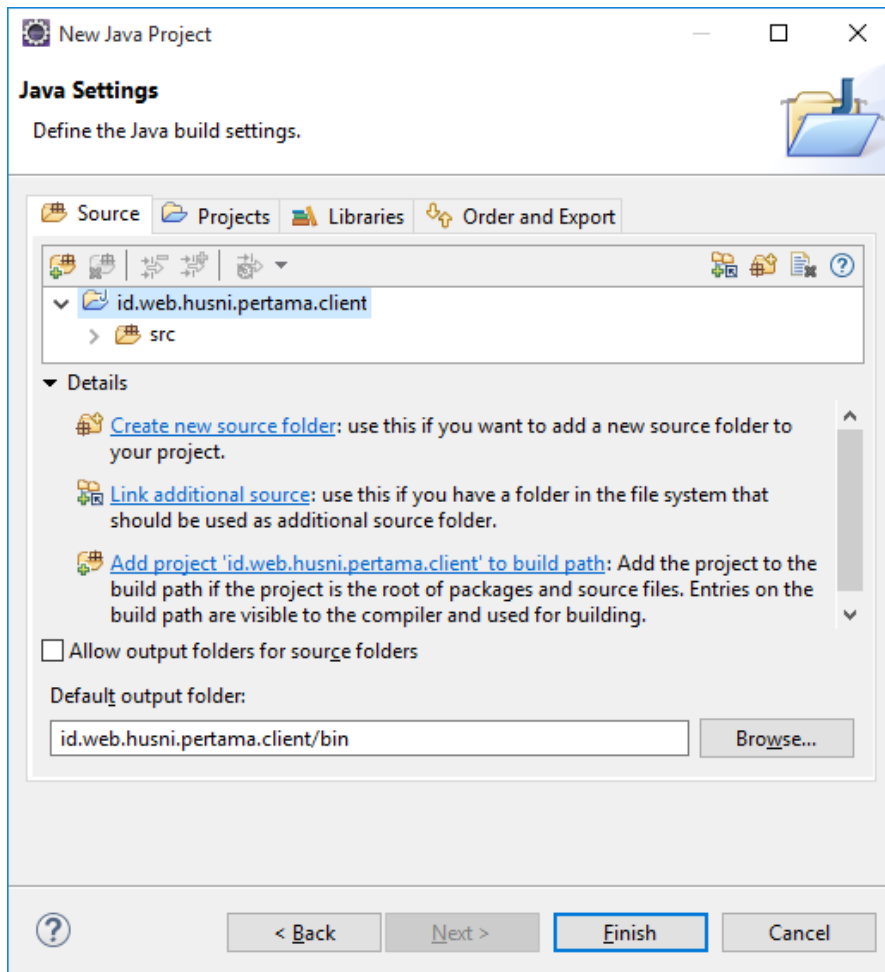 New Java Project
Java Settings
Define the Java build settings.
Source Projects Libraries Order and Export
id.web.husni.pertama.client
src
Details
Create new source folder: use this if you want to add a new source folder to
your project.
Link additional source: use this if you have a folder in the file system that
should be used as additional source folder.
Add project 'id.web.husni.pertama.client' to build path: Add the project to the
build path if the project is the root of packages and source files. Entries on the
build path are visible to the compiler and used for building.
Allow output folders for source folders
Default output folder:
id.web.husni.pertama.client/bin Browse...
< Back Next > Finish Cancel